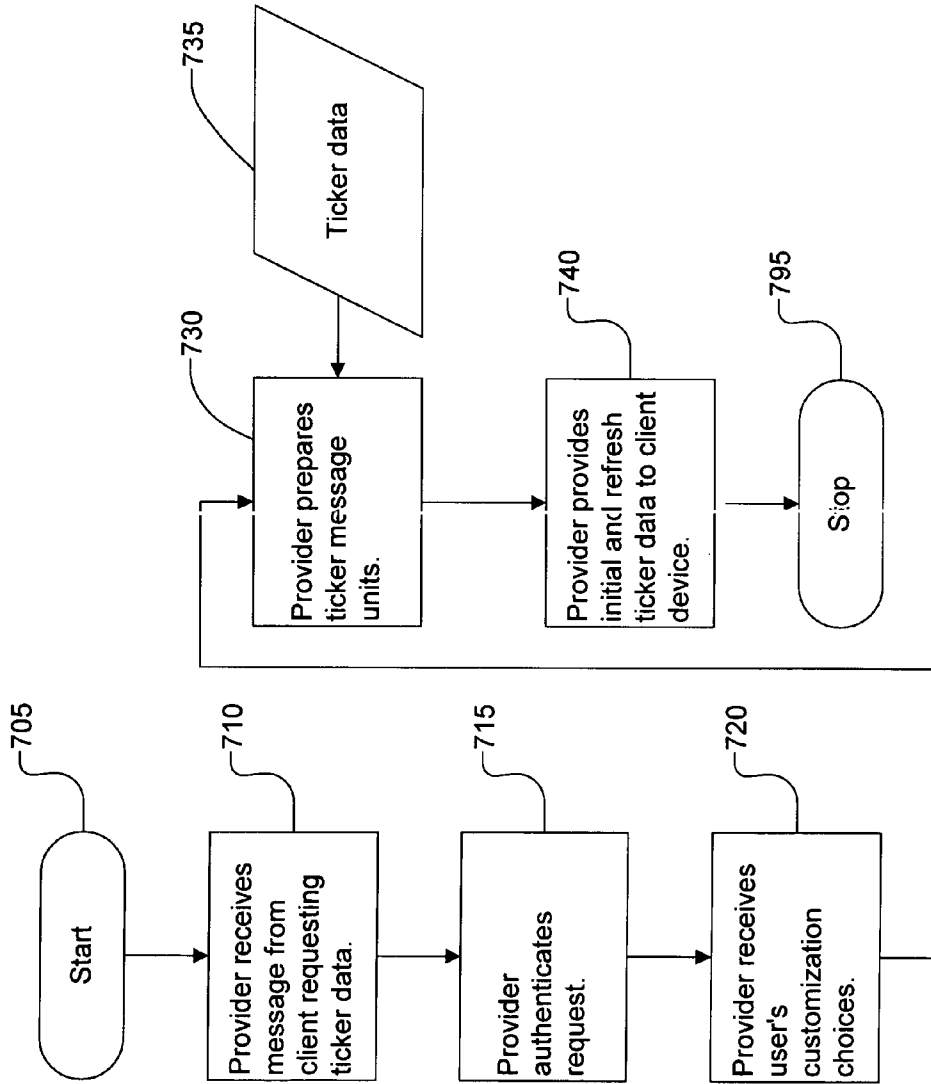 Start
705
Provider receives
message from
client requesting
ticker data.
710
Provider
authenticates
request.
715
Provider receives
user's
customization
choices.
720
Provider prepares
ticker message
units.
730
Ticker data
735
Provider provides
initial and refresh
ticker data to client
device.
740
Stop
795